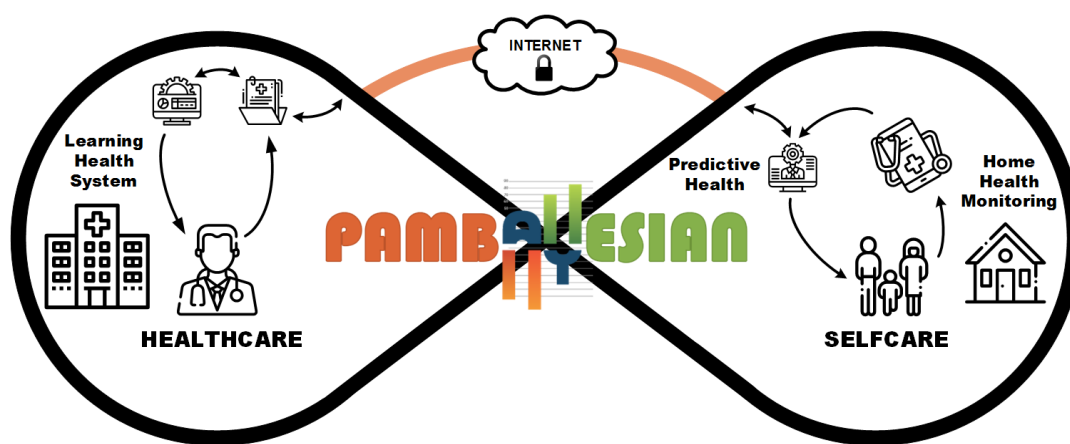 INTERNET
Learning
Health
System
Predictive
Health
Home
Health
Monitoring
PAMBAYESIAN
HEALTHCARE
SELFCARE